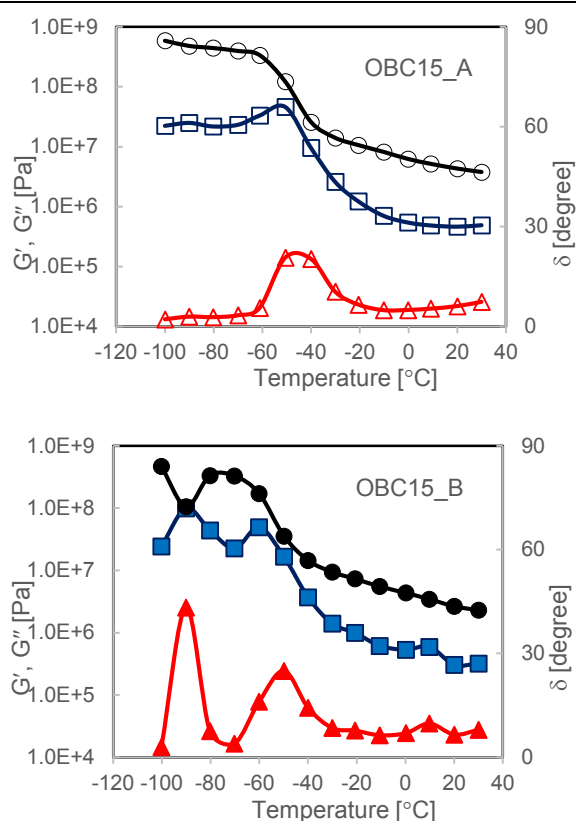 1.0E+9
90
OBC15_A
1.0E+8
1.0E+7
60
1.0E+6
30
1.0E+5
1.0E+4
0
G′, G″ [Pa]
δ [degree]
-120 -100 -80 -60 -40 -20 0 20 40
Temperature [°C]
1.0E+9
90
OBC15_B
1.0E+8
60
1.0E+7
1.0E+6
30
1.0E+5
1.0E+4
0
G′, G″ [Pa]
δ [degree]
-120 -100 -80 -60 -40 -20 0 20 40
Temperature [°C]